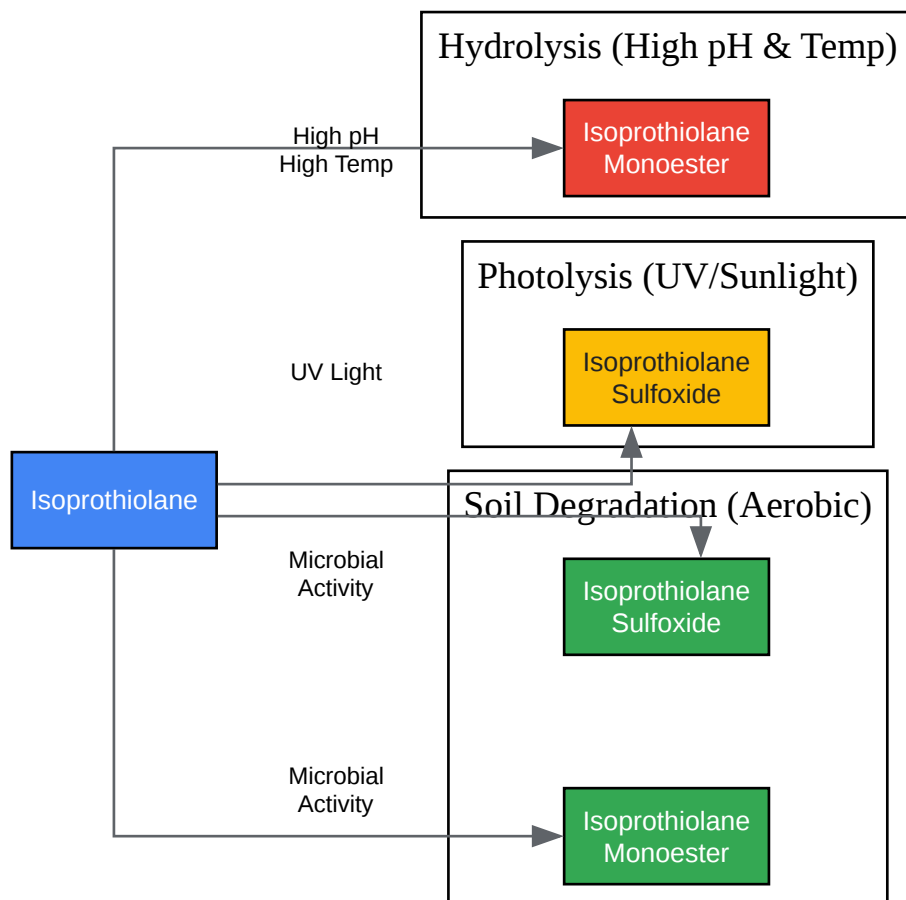 Hydrolysis (High pH & Temp)
High pH
High Temp
Isoprothiolane
Monoester
Photolysis (UV/Sunlight)
UV Light
Isoprothiolane
Sulfoxide
Isoprothiolane
Soil Degradation (Aerobic)
Microbial
Activity
Isoprothiolane
Sulfoxide
Microbial
Activity
Isoprothiolane
Monoester